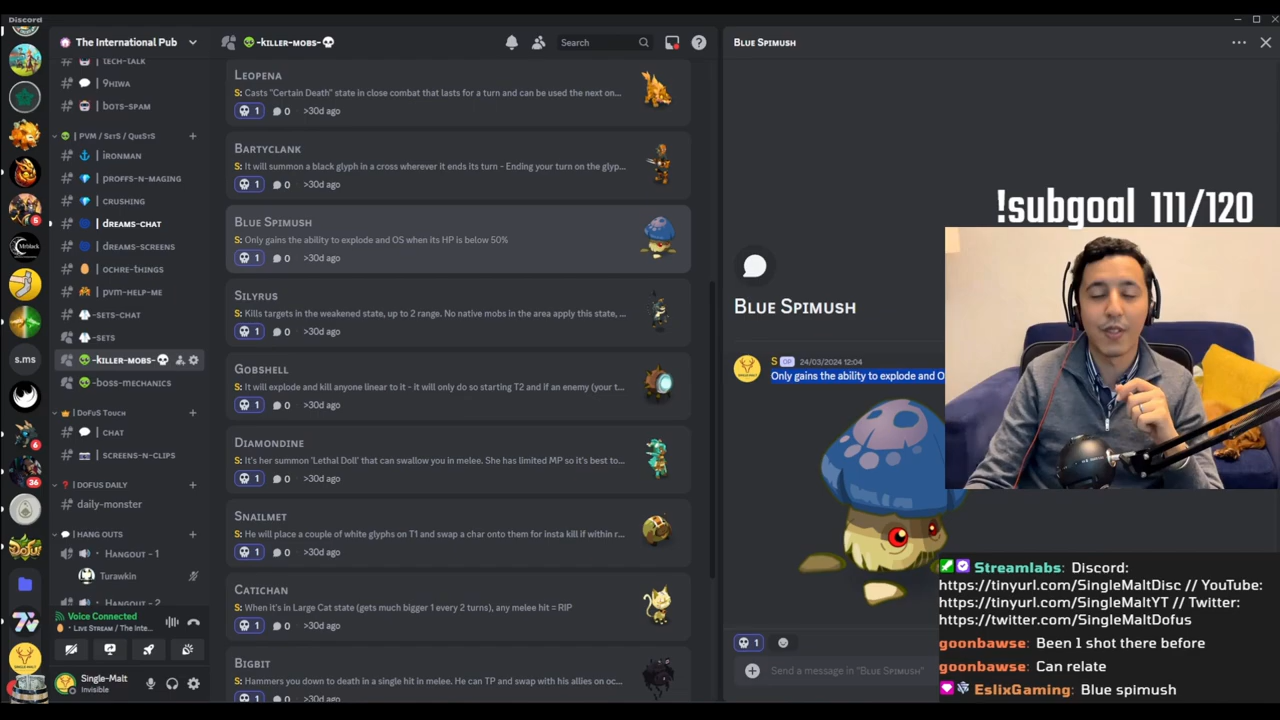 Discord
The International Pub
tech-talk
9hiwa
bots-spam
| PvM / Sets / Quests
ironman
proffs-n-maging
crushing
dreams-chat
dreams-screens
ochre-things
pvm-help-me
-sets-chat
-sets
s.ms
-killer-mobs-
-boss-mechanics
| Dofus Touch
chat
screens-n-clips
| DOFUS DAILY
daily-monster
| HANG OUTS
Hangout - 1
Turawkin
Hangout - 2
Voice Connected
Live Stream / The Inte...
Single-Malt
Invisible
5
6
36
-killer-mobs-
Search
Leopena
S: Casts "Certain Death" state in close combat that lasts for a turn and can be used the next on...
1 0 >30d ago
Bartyclank
S: It will summon a black glyph in a cross wherever it ends its turn - Ending your turn on the glyp...
1 0 >30d ago
Blue Spimush
S: Only gains the ability to explode and OS when its HP is below 50%
1 0 >30d ago
Silyrus
S: Kills targets in the weakened state, up to 2 range. No native mobs in the area apply this state, ...
1 0 >30d ago
Gobshell
S: It will explode and kill anyone linear to it - it will only do so starting T2 and if an enemy (your t...
1 0 >30d ago
Diamondine
S: It's her summon 'Lethal Doll' that can swallow you in melee. She has limited MP so it's best to...
1 0 >30d ago
Snailmet
S: He will place a couple of white glyphs on T1 and swap a char onto them for insta kill if within r...
1 0 >30d ago
Catichan
S: When it's in Large Cat state (gets much bigger 1 every 2 turns), any melee hit = RIP
1 0 >30d ago
Bigbit
S: Hammers you down to death in a single hit in melee. He can TP and swap with his allies on oc...
1 0 >30d ago
Blue Spimush
!subgoal 111/120
Blue Spimush
S OP 24/03/2024 12:04
Only gains the ability to explode and O
1
Send a message in "Blue Spimush"
Streamlabs: Discord:
https://tinyurl.com/SingleMaltDisc // YouTube:
https://tinyurl.com/SingleMaltYT // Twitter:
https://twitter.com/SingleMaltDofus
goonbawse: Been 1 shot there before
goonbawse: Can relate
EslixGaming: Blue spimush